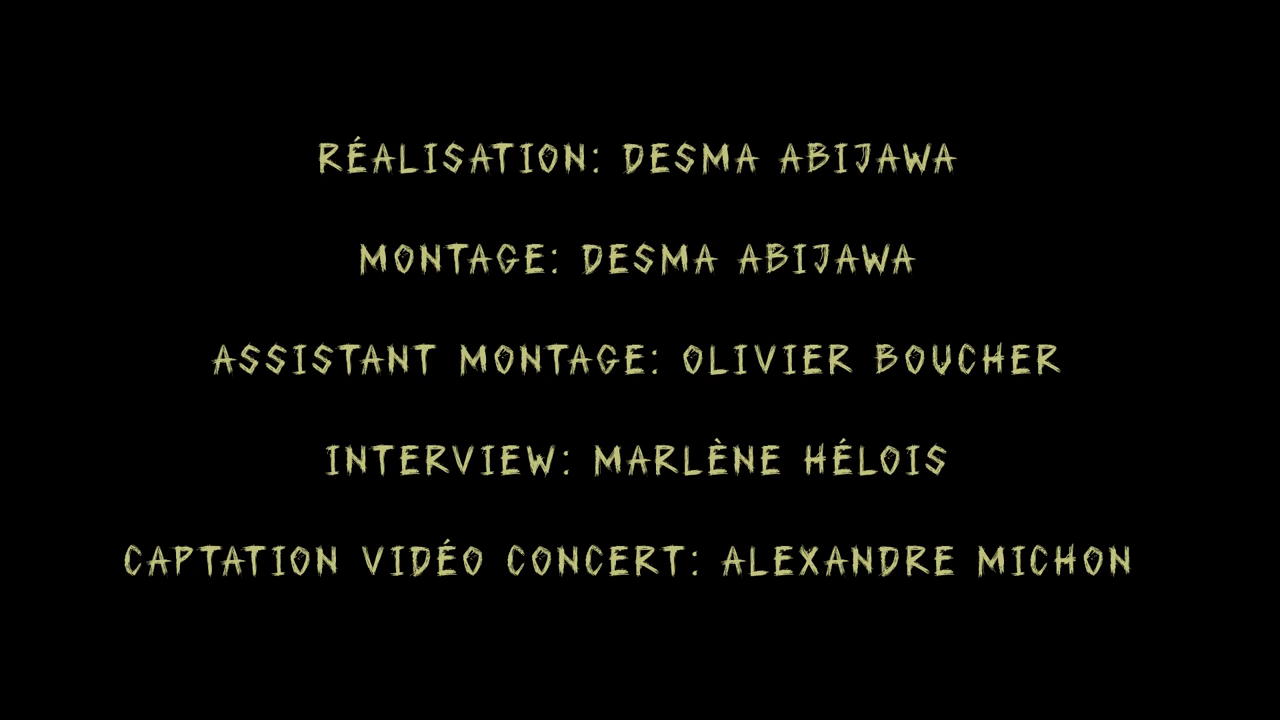 RÉALISATION: DESMA ABIJAWA
MONTAGE: DESMA ABIJAWA
ASSISTANT MONTAGE: OLIVIER BOUCHER
INTERVIEW: MARLÈNE HÉLOIS
CAPTATION VIDÉO CONCERT: ALEXANDRE MICHON